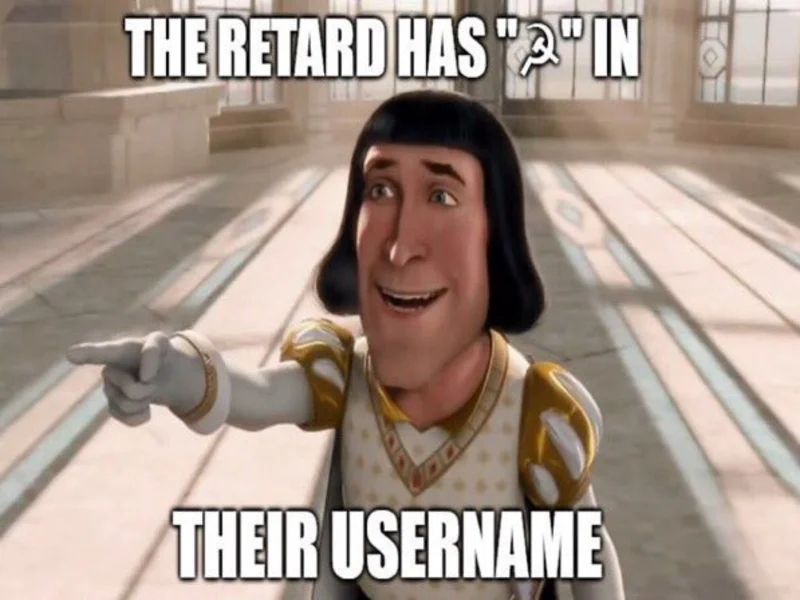 THE RETARD HAS "☭" IN
THEIR USERNAME